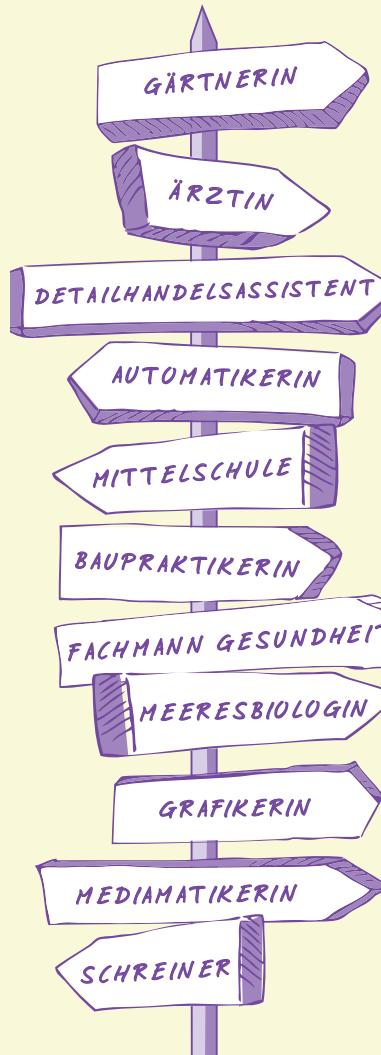 GÄRTNERIN
ÄRZTIN
DETAILHANDELSASSISTENT
AUTOMATIKERIN
MITTELSCHULE
BAUPRAKTIKERIN
FACHMANN GESUNDHEIT
MEERESBIOLOGIN
GRAFIKERIN
MEDIAMATIKERIN
SCHREINER